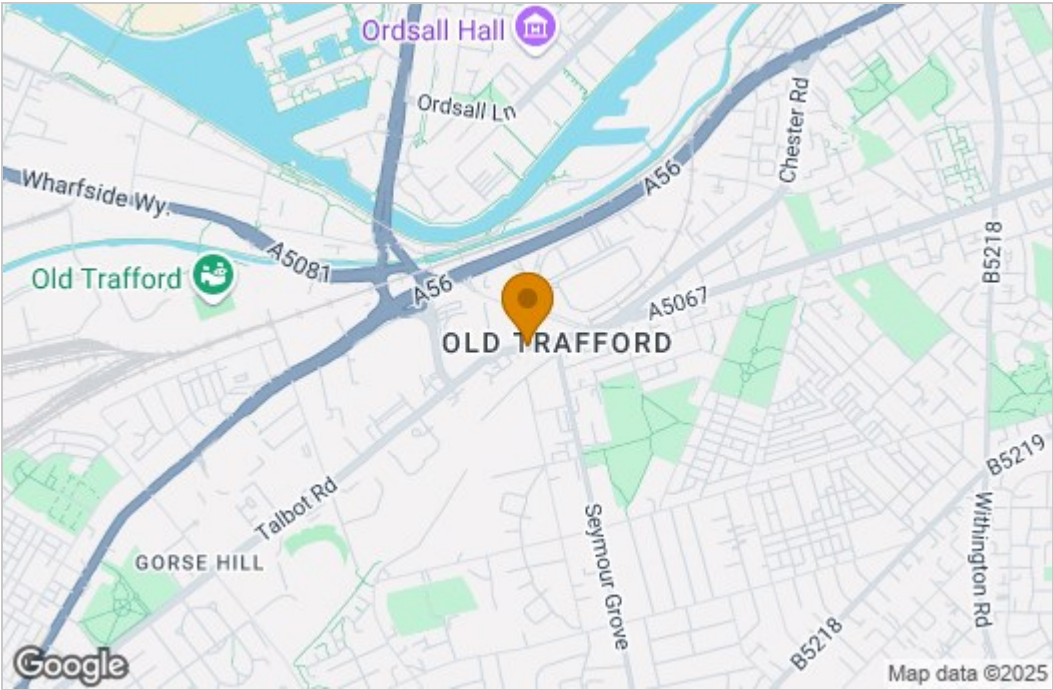 Ordsall Hall
Ordsall Ln
Chester Rd
A56
Wharfside Wy.
B5218
A5081
Old Trafford
A56
A5067
OLD TRAFFORD
B5219
Talbot Rd
Withington Rd
Seymour Grove
GORSE HILL
B5218
Google
Map data ©2025